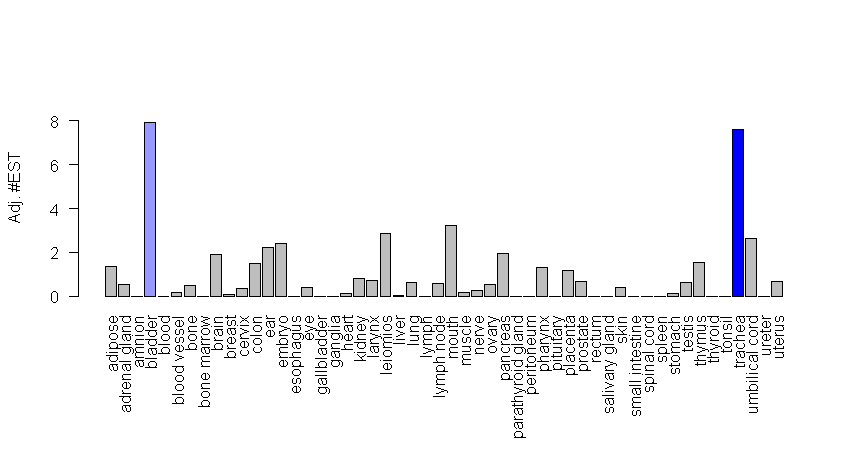 Adj. #EST
8
6
4
2
0
adipose
adrenal gland
amnion
bladder
blood
blood vessel
bone
bone marrow
brain
breast
cervix
colon
ear
embryo
esophagus
eye
gallbladder
ganglia
heart
kidney
larynx
leiomios
liver
lung
lymph
lymph node
mouth
muscle
nerve
ovary
pancreas
parathyroid gland
peritoneum
pharynx
pituitary
placenta
prostate
rectum
salivary gland
skin
small intestine
spinal cord
spleen
stomach
testis
thymus
thyroid
tonsil
trachea
umbilical cord
ureter
uterus